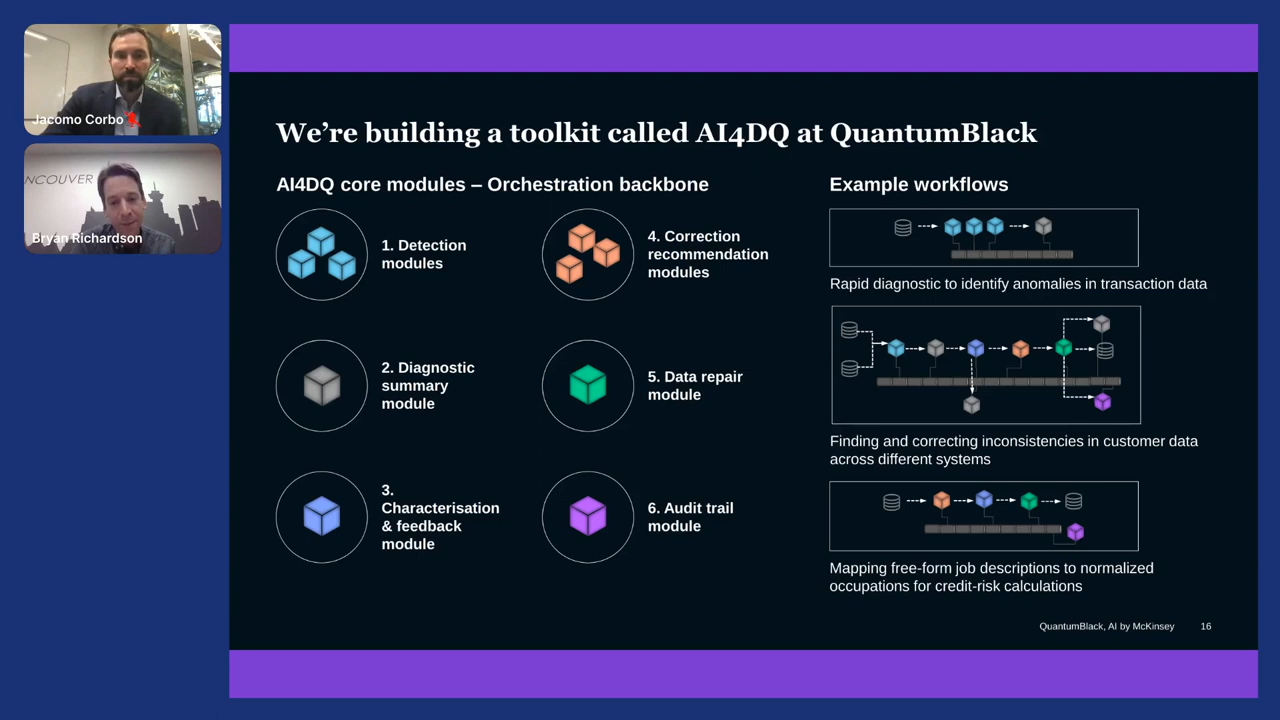 Jacomo Corbo
NCOUVER
Bryan Richardson
We’re building a toolkit called AI4DQ at QuantumBlack
AI4DQ core modules – Orchestration backbone
1. Detection
modules
2. Diagnostic
summary
module
3.
Characterisation
& feedback
module
4. Correction
recommendation
modules
5. Data repair
module
6. Audit trail
module
Example workflows
Rapid diagnostic to identify anomalies in transaction data
Finding and correcting inconsistencies in customer data
across different systems
Mapping free-form job descriptions to normalized
occupations for credit-risk calculations
QuantumBlack, AI by McKinsey 16